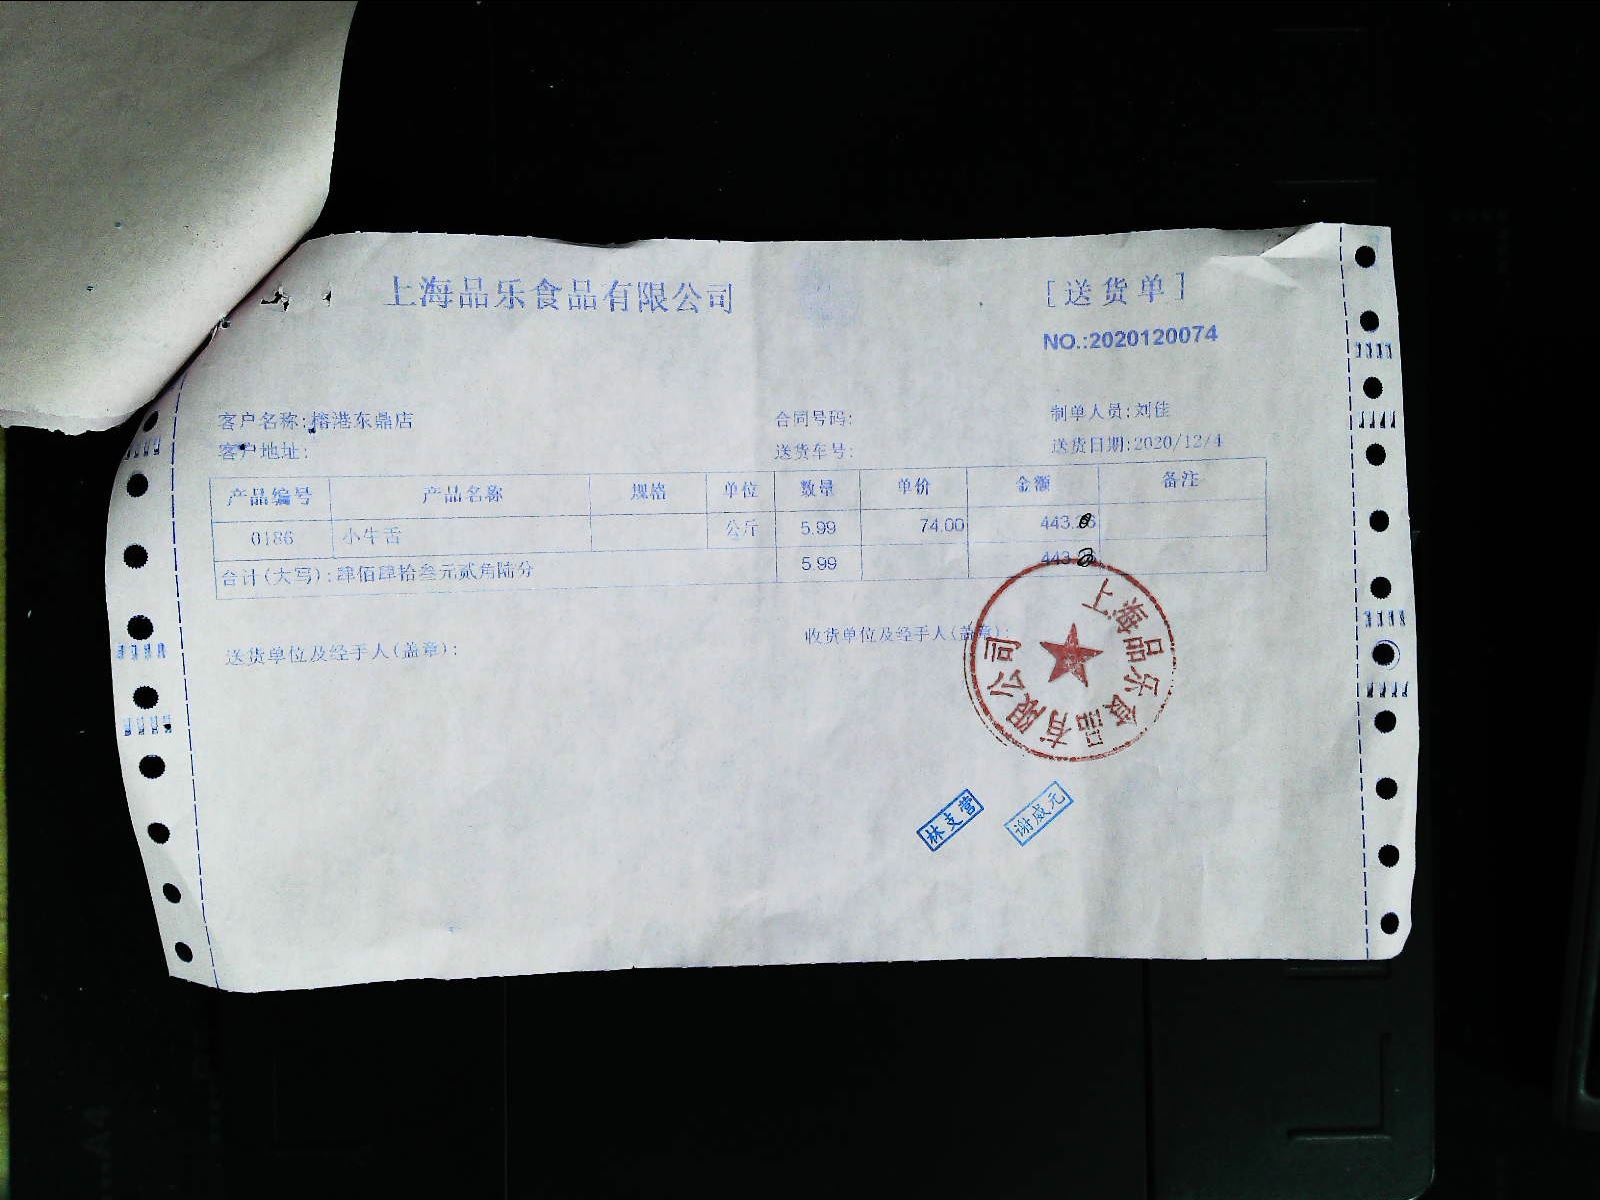 上海品乐食品有限公司
[送货单]
NO.:2020120074
客户名称:榕港东鼎店 合同号码: 制单人员:刘佳
客户地址: 送货车号: 送货日期:2020/12/4
产品编号 产品名称 规格 单位 数量 单价 金额 备注
0186 小牛舌 公斤 5.99 74.00 443.26
合计(大写):肆佰肆拾叁元贰角陆分 5.99 443.
送货单位及经手人(盖章): 收货单位及经手人(盖章):
上海品乐食品有限公司
林支营 谢威元